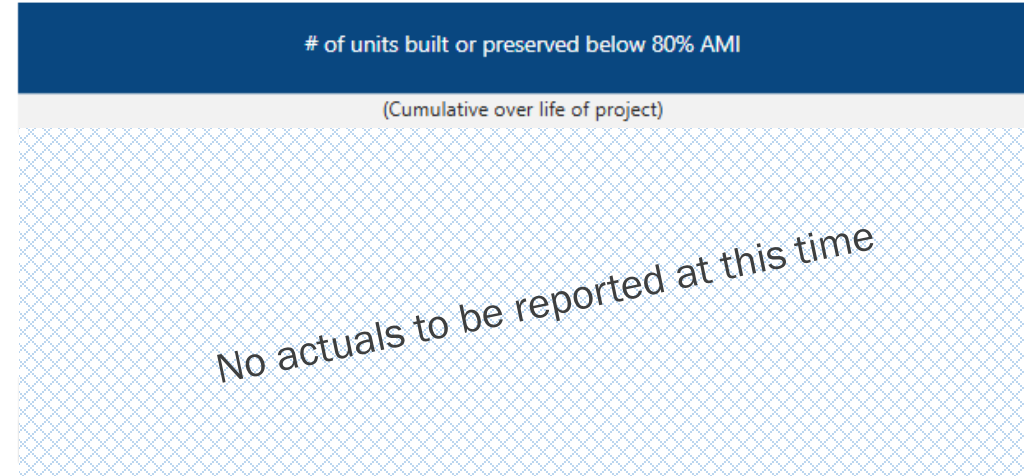 # of units built or preserved below 80% AMI
(Cumulative over life of project)
No actuals to be reported at this time